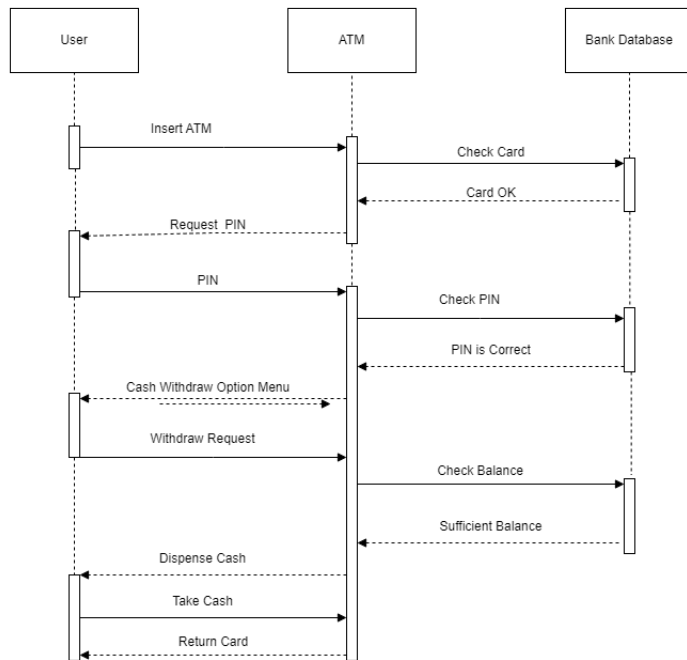 User
ATM
Bank Database
Insert ATM
Check Card
Card OK
Request PIN
PIN
Check PIN
PIN is Correct
Cash Withdraw Option Menu
Withdraw Request
Check Balance
Sufficient Balance
Dispense Cash
Take Cash
Return Card